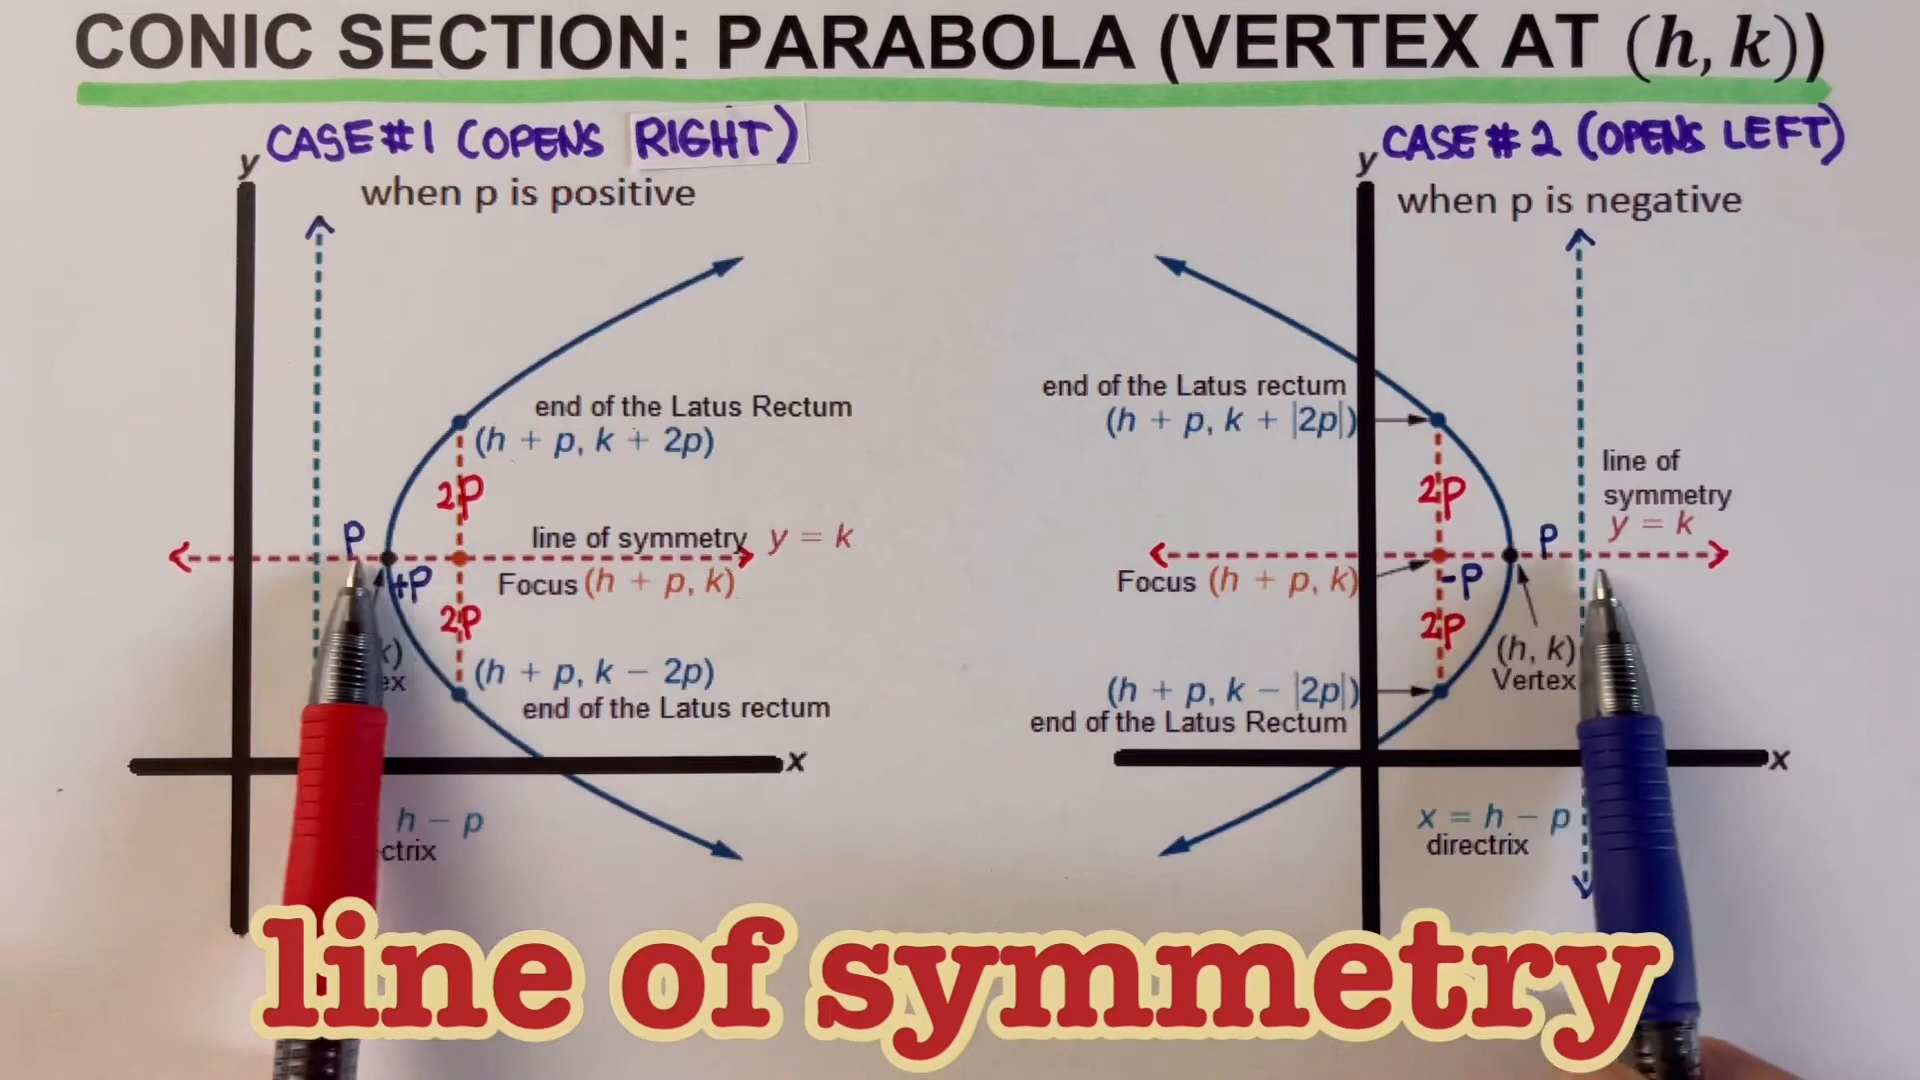 CONIC SECTION: PARABOLA (VERTEX AT (h, k))
CASE #1 (OPENS RIGHT)
when p is positive
y
end of the Latus Rectum
(h + p, k + 2p)
2P
P
line of symmetry y = k
+P
Focus (h + p, k)
2P
(h + p, k − 2p)
end of the Latus rectum
x
h − p
CASE #2 (OPENS LEFT)
when p is negative
y
end of the Latus rectum
(h + p, k + |2p|)
2P
line of
symmetry
y = k
P
Focus (h + p, k)
-P
2P
(h, k)
Vertex
(h + p, k − |2p|)
end of the Latus Rectum
x
x = h − p
directrix
line of symmetry